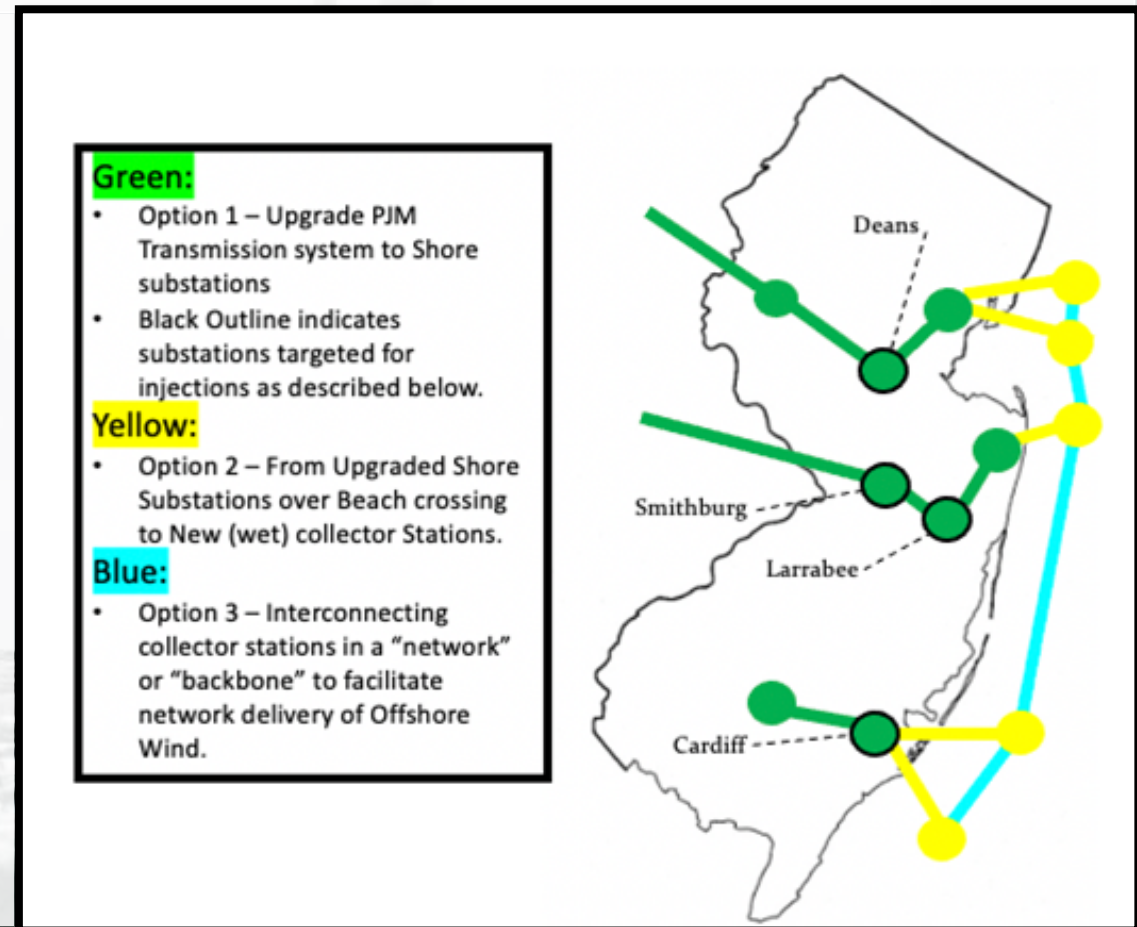 Green:
• Option 1 – Upgrade PJM
Transmission system to Shore
substations
• Black Outline indicates
substations targeted for
injections as described below.
Yellow:
• Option 2 – From Upgraded Shore
Substations over Beach crossing
to New (wet) collector Stations.
Blue:
• Option 3 – Interconnecting
collector stations in a “network”
or “backbone” to facilitate
network delivery of Offshore
Wind.
Deans
Smithburg
Larrabee
Cardiff